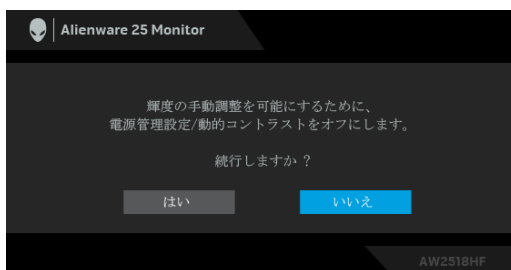 Alienware 25 Monitor
輝度の手動調整を可能にするために、
電源管理設定/動的コントラストをオフにします。
続行しますか ?
はい
いいえ
AW2518HF